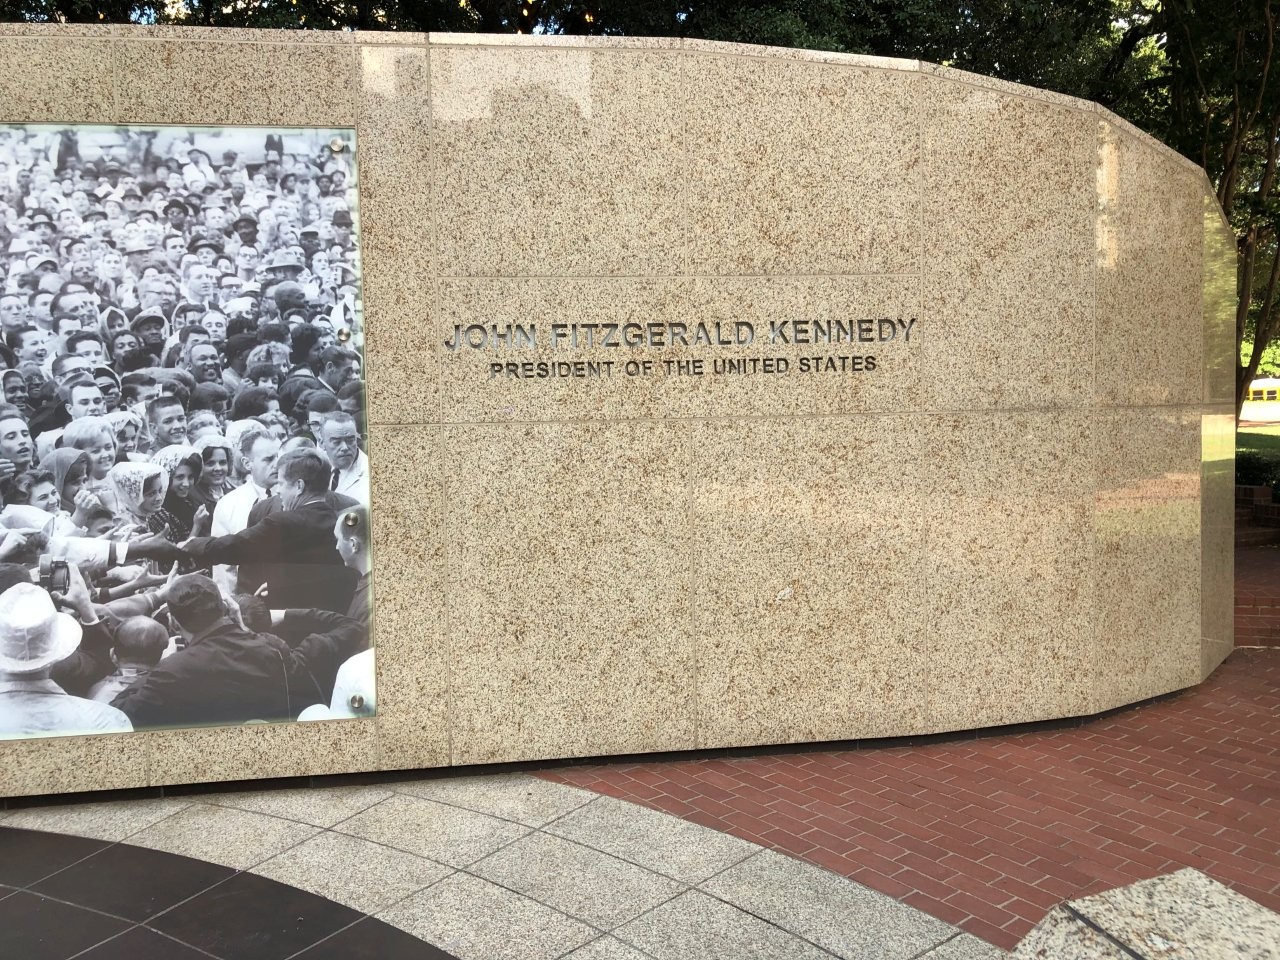 JOHN FITZGERALD KENNEDY
PRESIDENT OF THE UNITED STATES